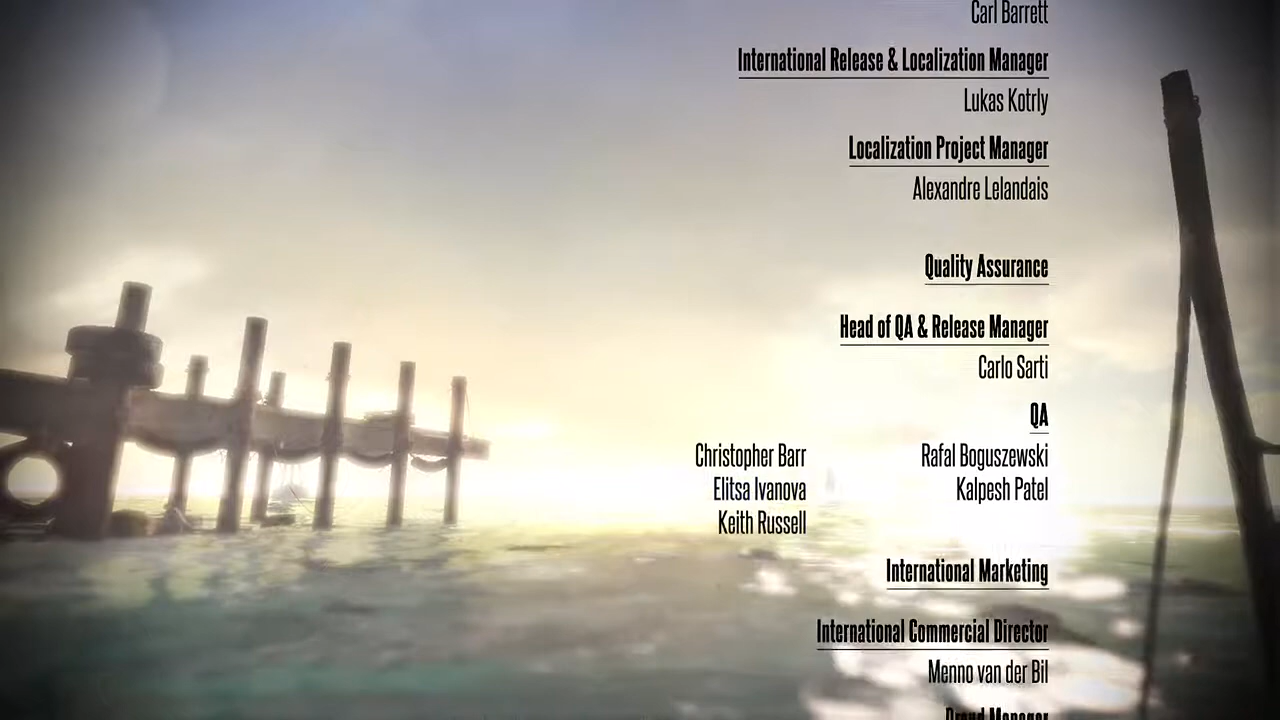 Carl Barrett
International Release & Localization Manager
Lukas Kotrly
Localization Project Manager
Alexandre Lelandais
Quality Assurance
Head of QA & Release Manager
Carlo Sarti
QA
Christopher Barr Rafal Boguszewski
Elitsa Ivanova Kalpesh Patel
Keith Russell
International Marketing
International Commercial Director
Menno van der Bil
Brand Manager